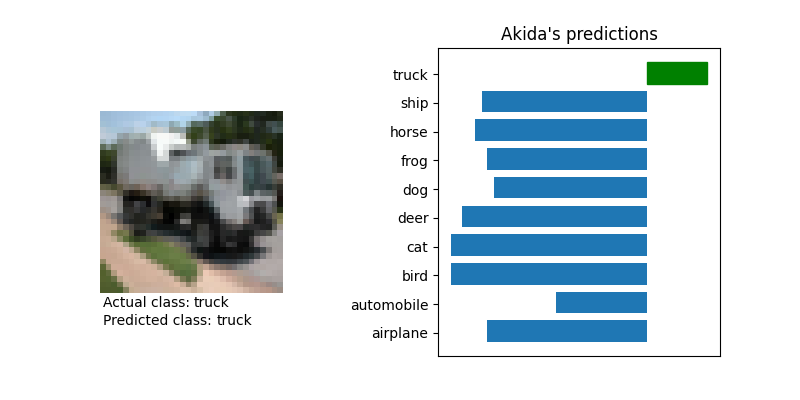 Akida's predictions
truck
ship
horse
frog
dog
deer
cat
bird
automobile
airplane
Actual class: truck
Predicted class: truck